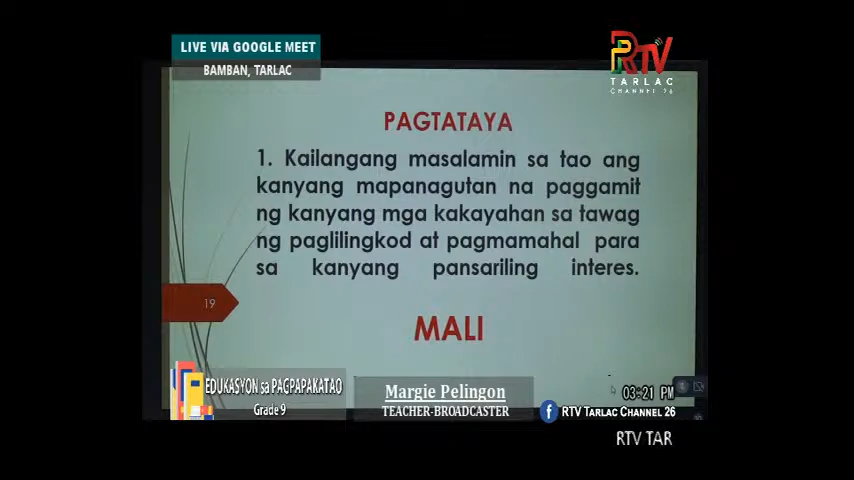 LIVE VIA GOOGLE MEET
BAMBAN, TARLAC
RTV
TARLAC
CHANNEL 26
PAGTATAYA
1. Kailangang masalamin sa tao ang
kanyang mapanagutan na paggamit
ng kanyang mga kakayahan sa tawag
ng paglilingkod at pagmamahal para
sa kanyang pansariling interes.
19
MALI
EDUKASYON sa PAGPAPAKATAO
Grade 9
Margie Pelingon
TEACHER-BROADCASTER
03:21 PM
RTV TARLAC CHANNEL 26
RTV TAR